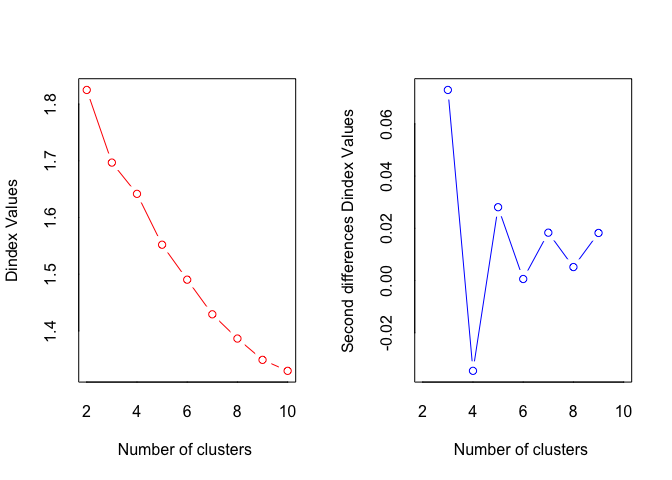 Dindex Values
1.8
1.7
1.6
1.5
1.4
2 4 6 8 10
Number of clusters
Second differences Dindex Values
0.06
0.04
0.02
0.00
-0.02
2 4 6 8 10
Number of clusters